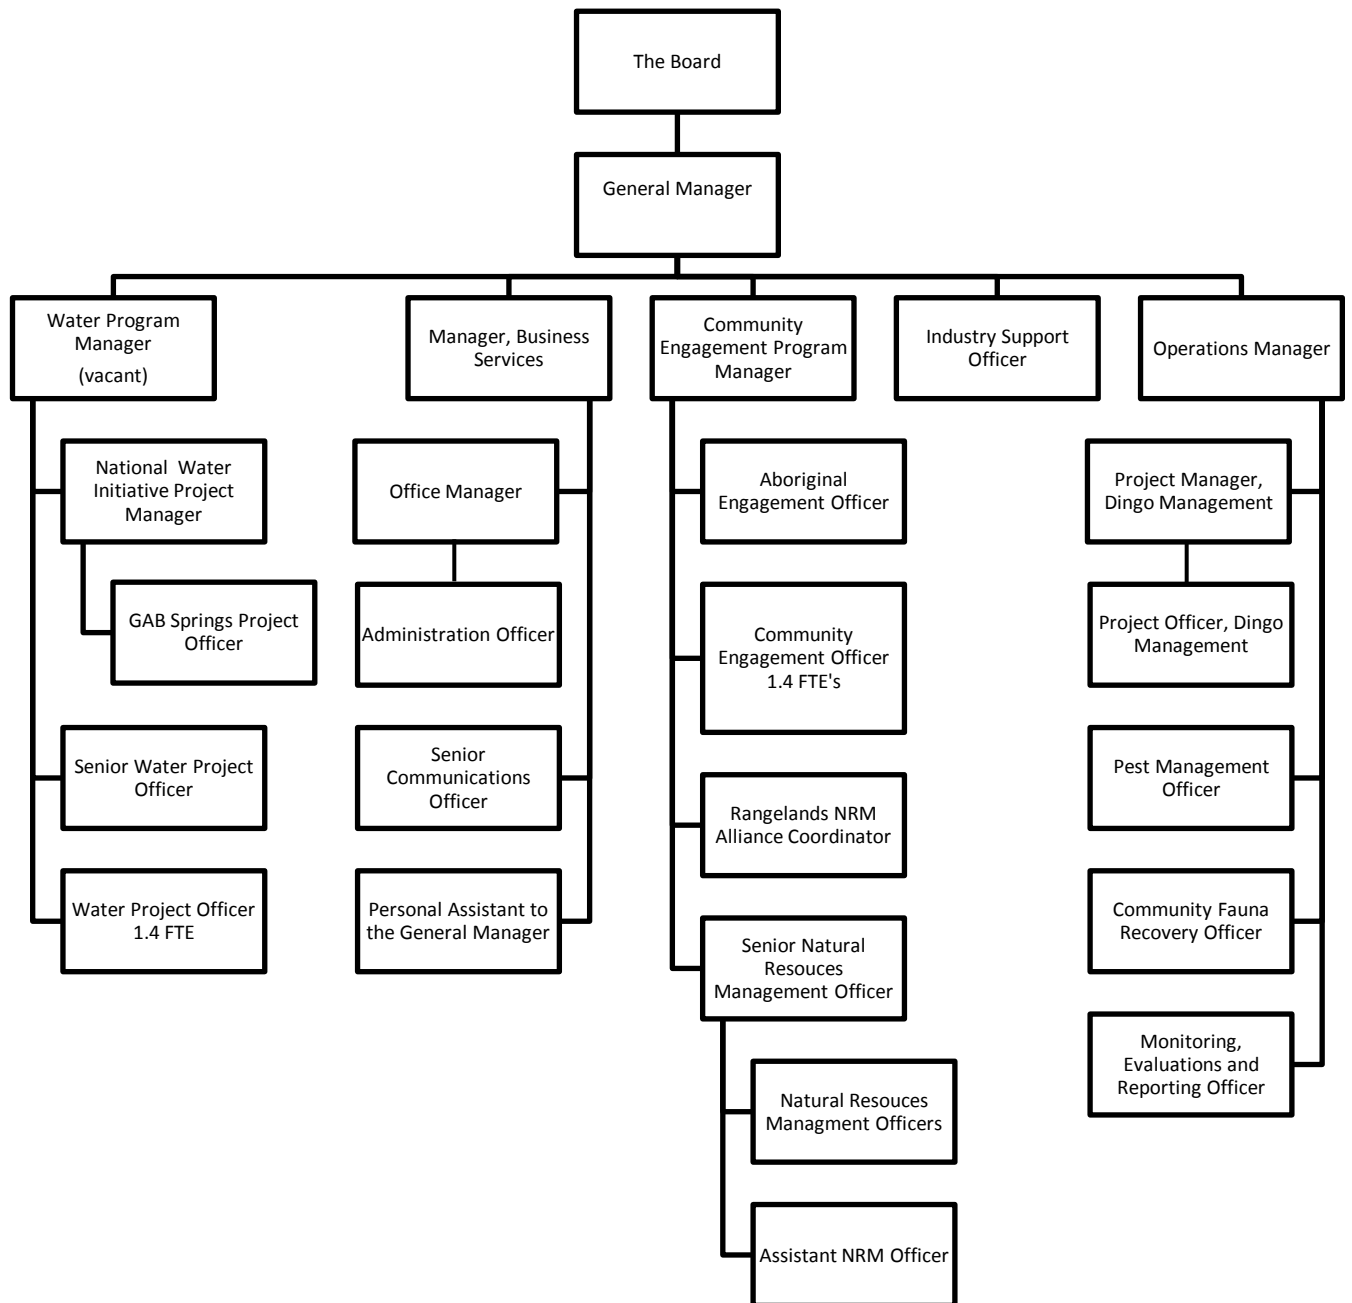 The Board
General Manager
Water Program
Manager
(vacant)
Manager, Business
Services
Community
Engagement Program
Manager
Industry Support
Officer
Operations Manager
National  Water
Initiative Project
Manager
GAB Springs Project
Officer
Senior Water Project
Officer
Water Project Officer
1.4 FTE
Office Manager
Administration Officer
Senior
Communications
Officer
Personal Assistant to
the General Manager
Aboriginal
Engagement Officer
Community
Engagement Officer
1.4 FTE's
Rangelands NRM
Alliance Coordinator
Senior Natural
Resouces
Management Officer
Natural Resouces
Managment Officers
Assistant NRM Officer
Project Manager,
Dingo Management
Project Officer, Dingo
Management
Pest Management
Officer
Community Fauna
Recovery Officer
Monitoring,
Evaluations and
Reporting Officer